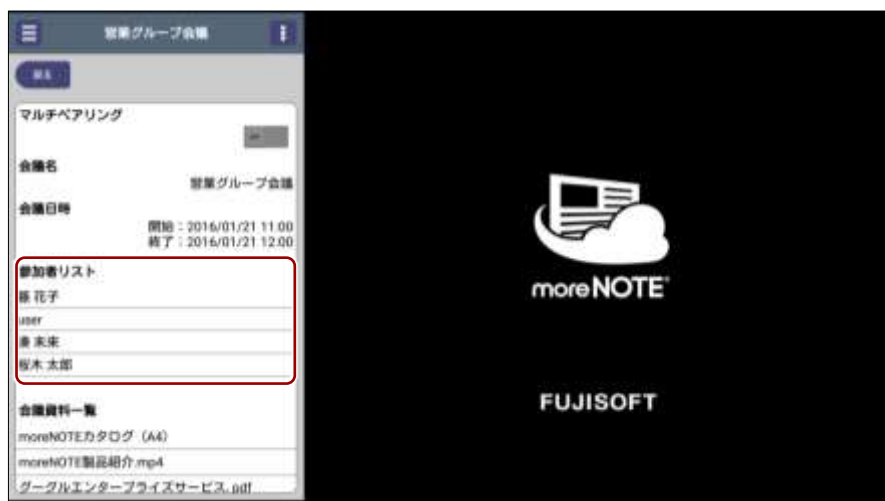 営業グループ会議
戻る
マルチペアリング
会議名
営業グループ会議
会議日時
開始：2016/01/21 11:00
終了：2016/01/21 12:00
参加者リスト
花子
user
未来
桜木 太郎
会議資料一覧
moreNOTEカタログ（A4）
moreNOTE製品紹介.mp4
グーグルエンタープライズサービス.pdf
moreNOTE
FUJISOFT